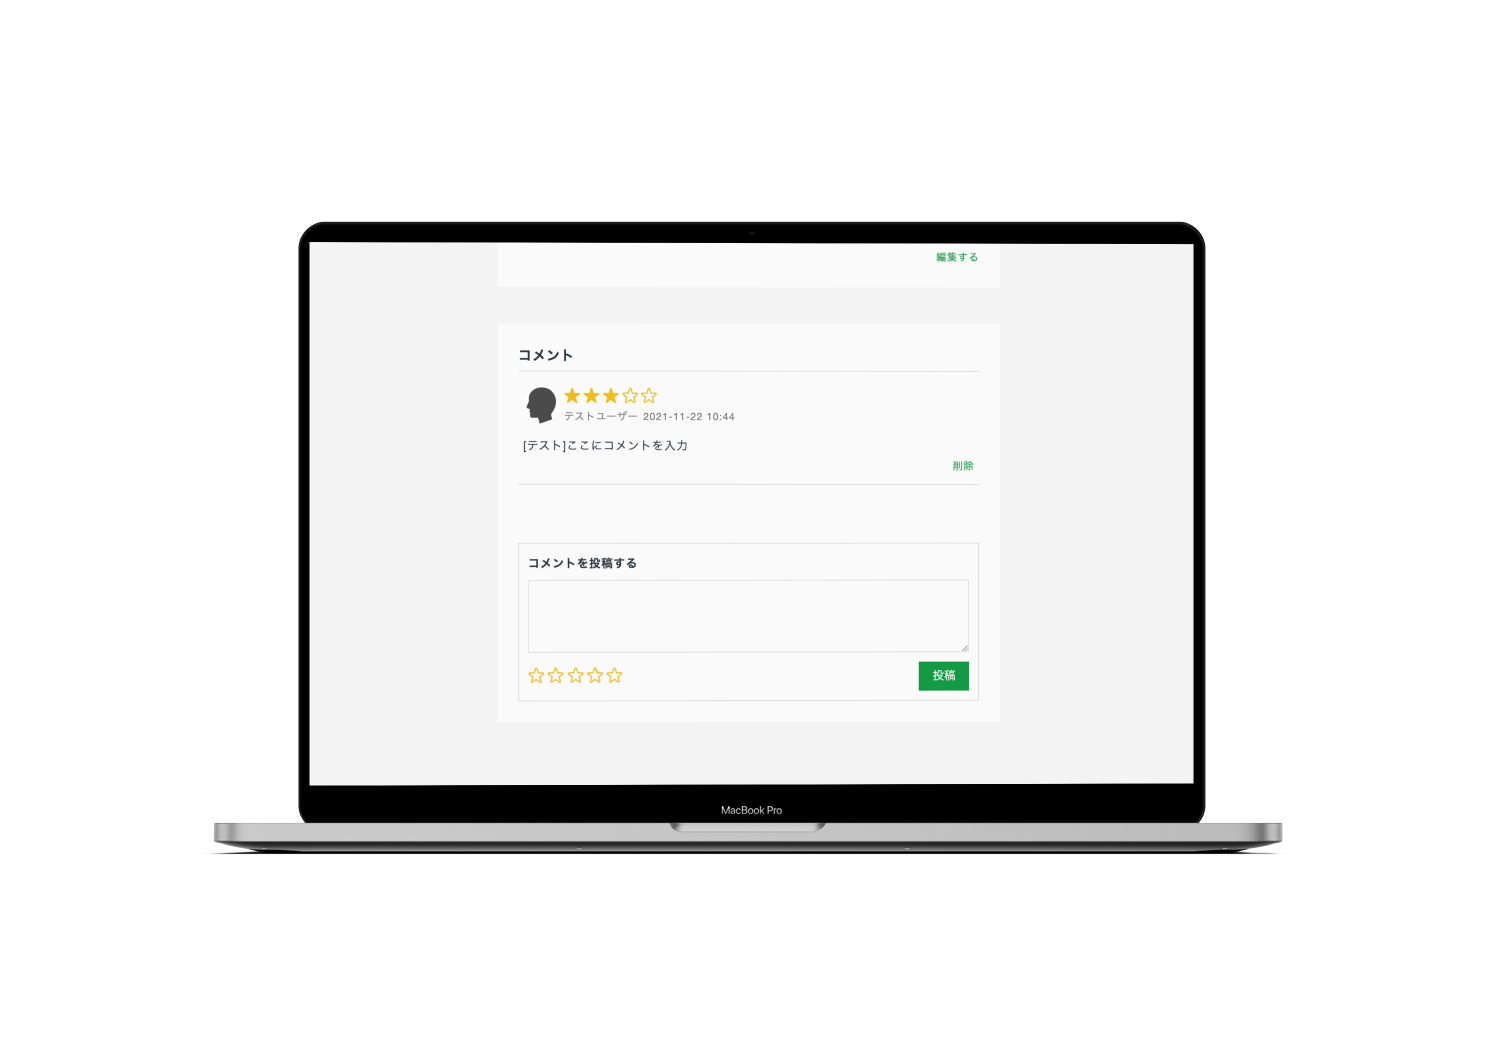 編集する
コメント
テストユーザー 2021-11-22 10:44
[テスト]ここにコメントを入力
削除
コメントを投稿する
投稿
MacBook Pro